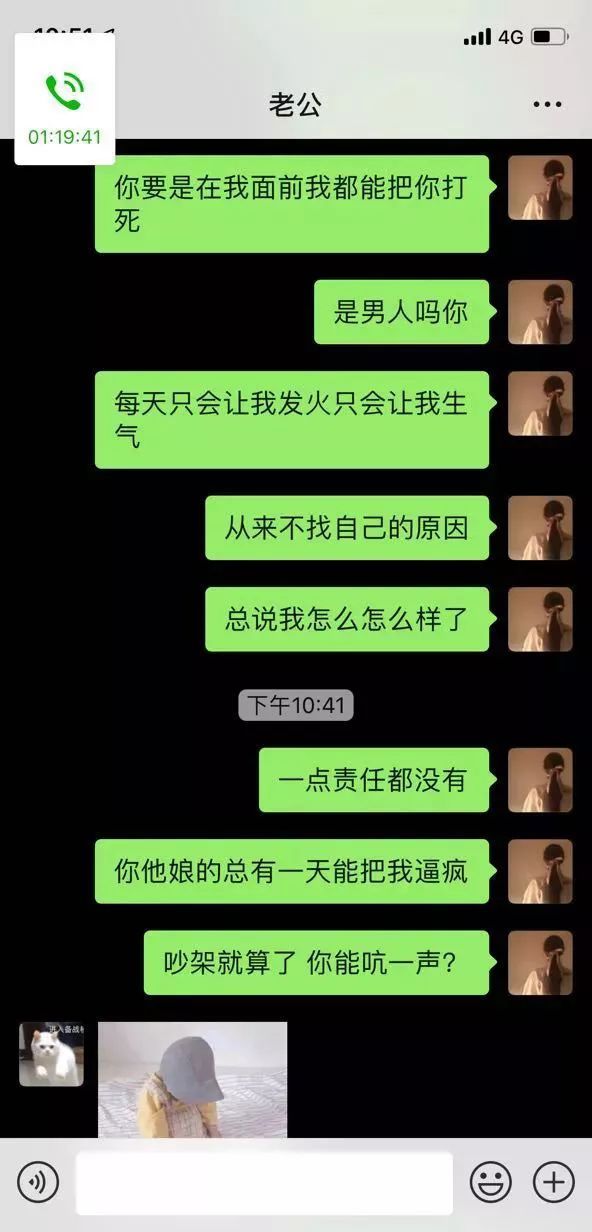 4G
01:19:41
老公
你要是在我面前我都能把你打
死
是男人吗你
每天只会让我发火只会让我生
气
从来不找自己的原因
总说我怎么怎么样了
下午10:41
一点责任都没有
你他娘的总有一天能把我逼疯
吵架就算了 你能吭一声?
进入备战